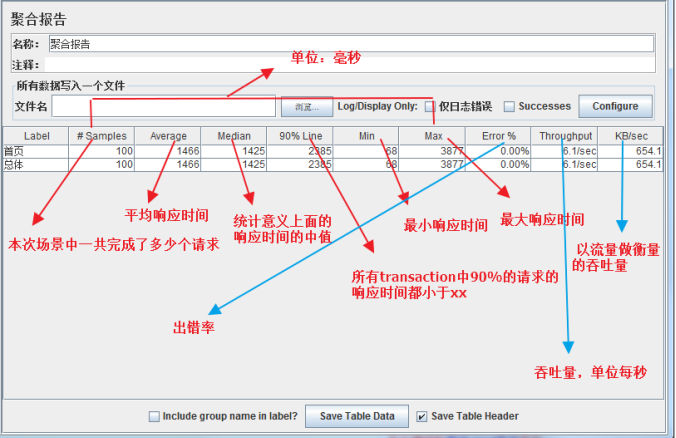 聚合报告
名称： 聚合报告
注释：
单位：毫秒
所有数据写入一个文件
文件名 浏览... Log/Display Only: 仅日志错误 Successes Configure
Label # Samples Average Median 90% Line Min Max Error % Throughput KB/sec
首页 100 1466 1425 2385 68 3877 0.00% 6.1/sec 654.1
总体 100 1466 1425 2385 68 3877 0.00% 6.1/sec 654.1
平均响应时间
统计意义上面的
响应时间的中值
最小响应时间
最大响应时间
本次场景中一共完成了多少个请求
以流量做衡量
的吞吐量
所有transaction中90%的请求的
响应时间都小于xx
出错率
吞吐量，单位每秒
Include group name in label? Save Table Data Save Table Header